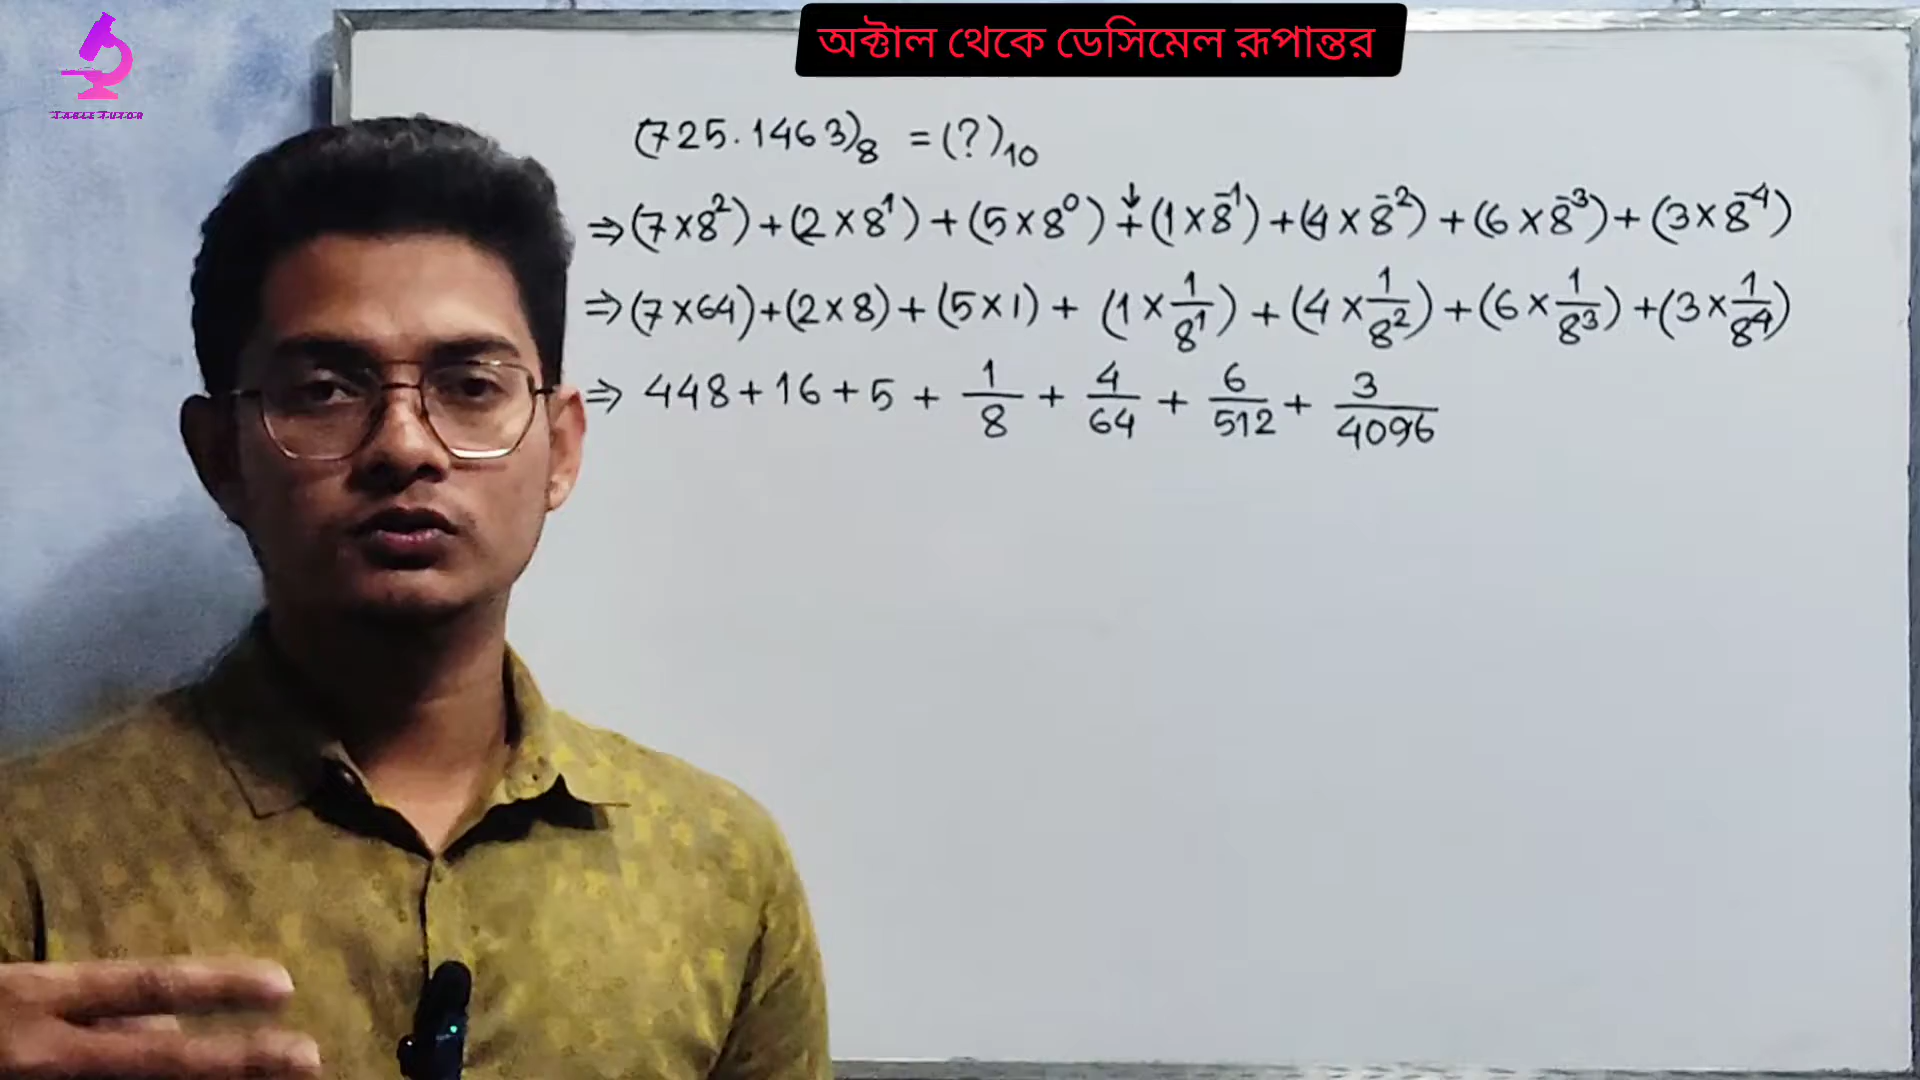 অক্টাল থেকে ডেসিমেল রূপান্তর
TABLE TUTOR
(725.1463)₈ = (?)₁₀
⇒ (7×8²) + (2×8¹) + (5×8⁰) ↓+ (1×8⁻¹) + (4×8⁻²) + (6×8⁻³) + (3×8⁻⁴)
⇒ (7×64) + (2×8) + (5×1) + (1×1/8¹) + (4×1/8²) + (6×1/8³) + (3×1/8⁴)
⇒ 448 + 16 + 5 + 1/8 + 4/64 + 6/512 + 3/4096